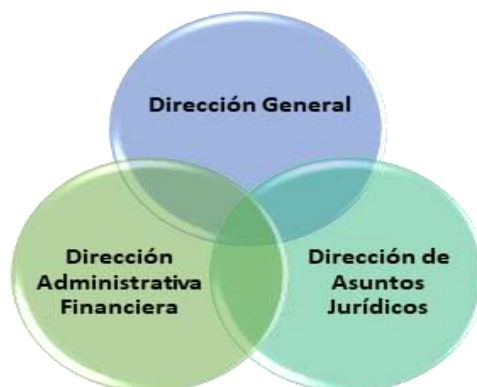 Dirección General
Dirección
Administrativa
Financiera
Dirección de
Asuntos
Jurídicos